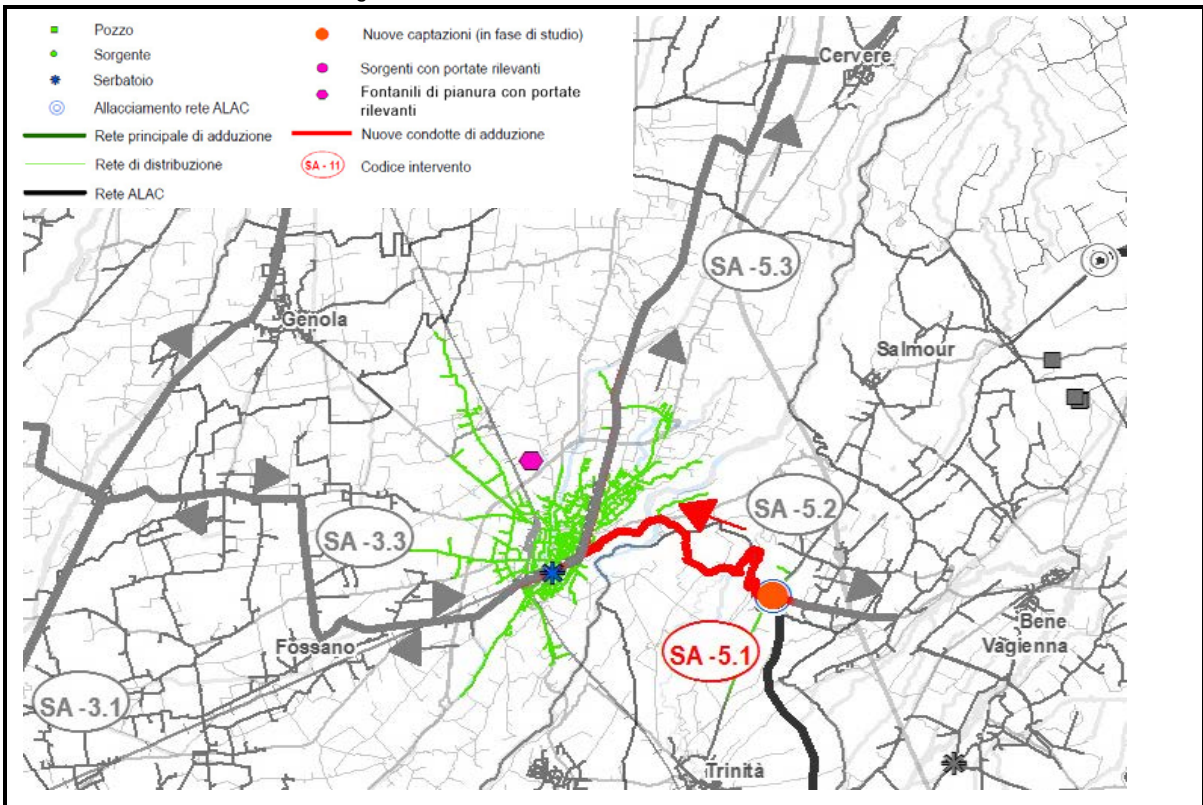 Pozzo
Sorgente
Serbatoio
Allacciamento rete ALAC
Rete principale di adduzione
Rete di distribuzione
Rete ALAC
Nuove captazioni (in fase di studio)
Sorgenti con portate rilevanti
Fontanili di pianura con portate
rilevanti
Nuove condotte di adduzione
SA - 11 Codice intervento
Cervere
SA -5.3
Genola
Salmour
SA -5.2
SA -3.3
Fossano
SA -5.1
Bene
Vagienna
SA -3.1
Trinità